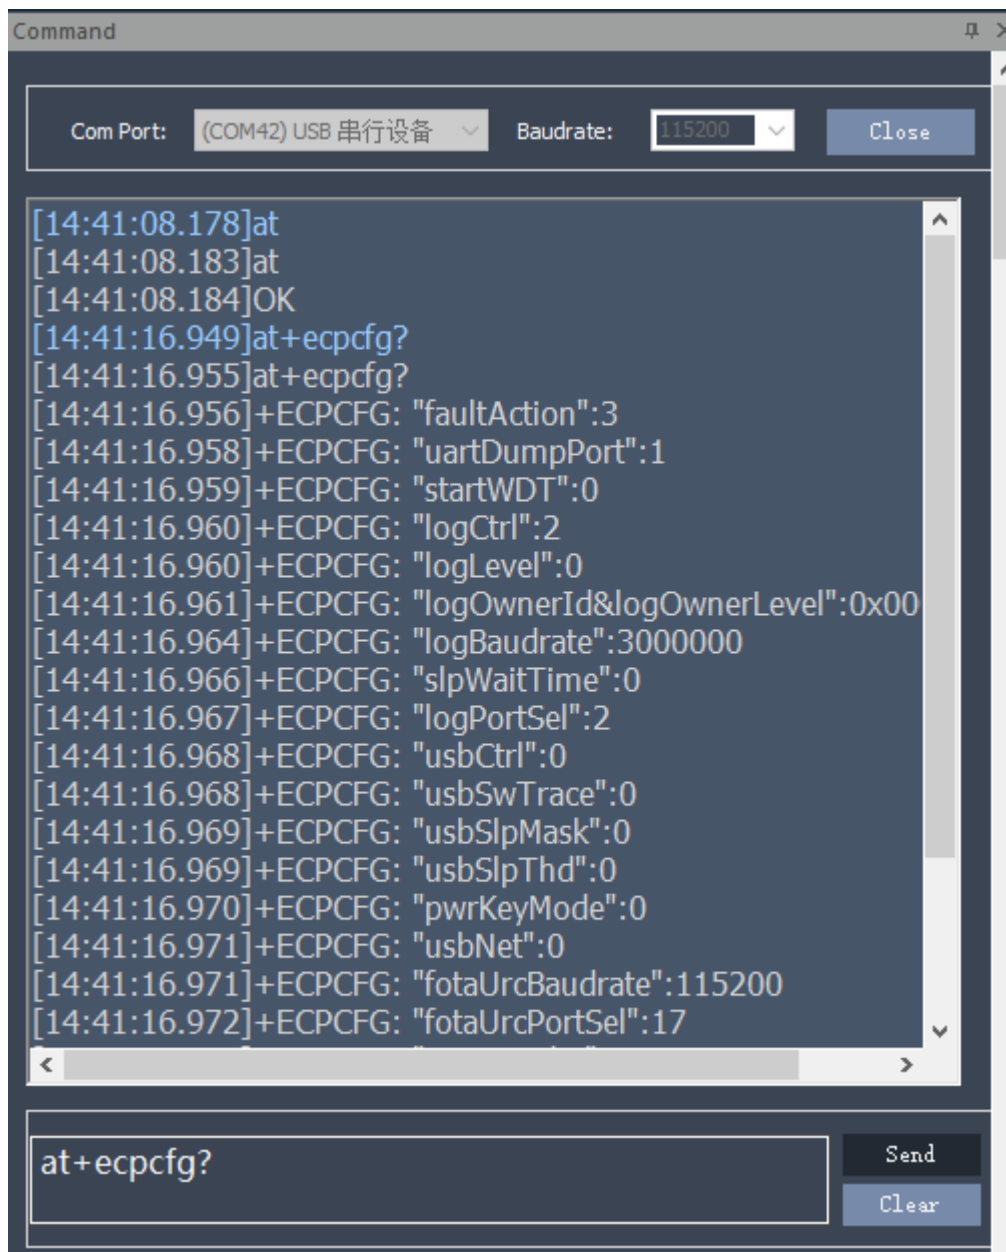 Command
Com Port: (COM42) USB 串行设备 Baudrate: 115200 Close
[14:41:08.178]at
[14:41:08.183]at
[14:41:08.184]OK
[14:41:16.949]at+ecpcfg?
[14:41:16.955]at+ecpcfg?
[14:41:16.956]+ECPCFG: "faultAction":3
[14:41:16.958]+ECPCFG: "uartDumpPort":1
[14:41:16.959]+ECPCFG: "startWDT":0
[14:41:16.960]+ECPCFG: "logCtrl":2
[14:41:16.960]+ECPCFG: "logLevel":0
[14:41:16.961]+ECPCFG: "logOwnerId&logOwnerLevel":0x00
[14:41:16.964]+ECPCFG: "logBaudrate":3000000
[14:41:16.966]+ECPCFG: "slpWaitTime":0
[14:41:16.967]+ECPCFG: "logPortSel":2
[14:41:16.968]+ECPCFG: "usbCtrl":0
[14:41:16.968]+ECPCFG: "usbSwTrace":0
[14:41:16.969]+ECPCFG: "usbSlpMask":0
[14:41:16.969]+ECPCFG: "usbSlpThd":0
[14:41:16.970]+ECPCFG: "pwrKeyMode":0
[14:41:16.971]+ECPCFG: "usbNet":0
[14:41:16.971]+ECPCFG: "fotaUrcBaudrate":115200
[14:41:16.972]+ECPCFG: "fotaUrcPortSel":17
at+ecpcfg?
Send
Clear